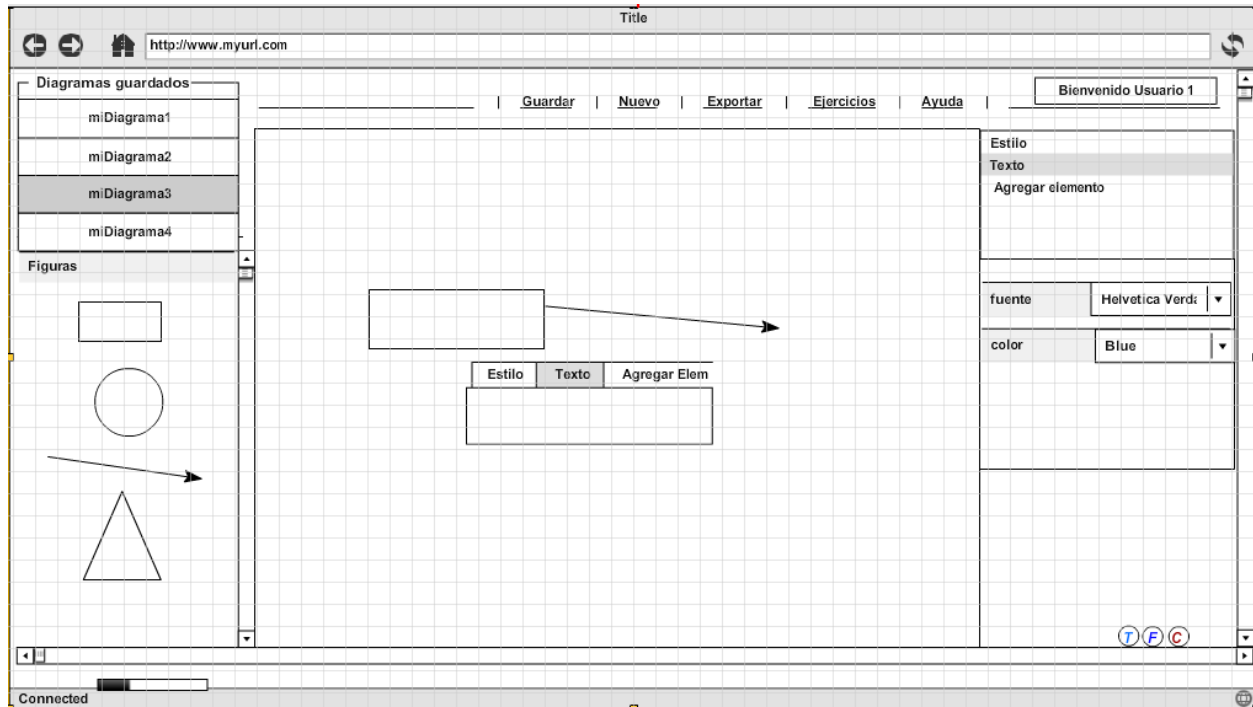 Title
http://www.myurl.com
Diagramas guardados
miDiagrama1
miDiagrama2
miDiagrama3
miDiagrama4
Figuras
| Guardar | Nuevo | Exportar | Ejercicios | Ayuda |
Bienvenido Usuario 1
Estilo Texto Agregar Elem
Estilo
Texto
Agregar elemento
fuente Helvetica Verda
color Blue
T F C
Connected